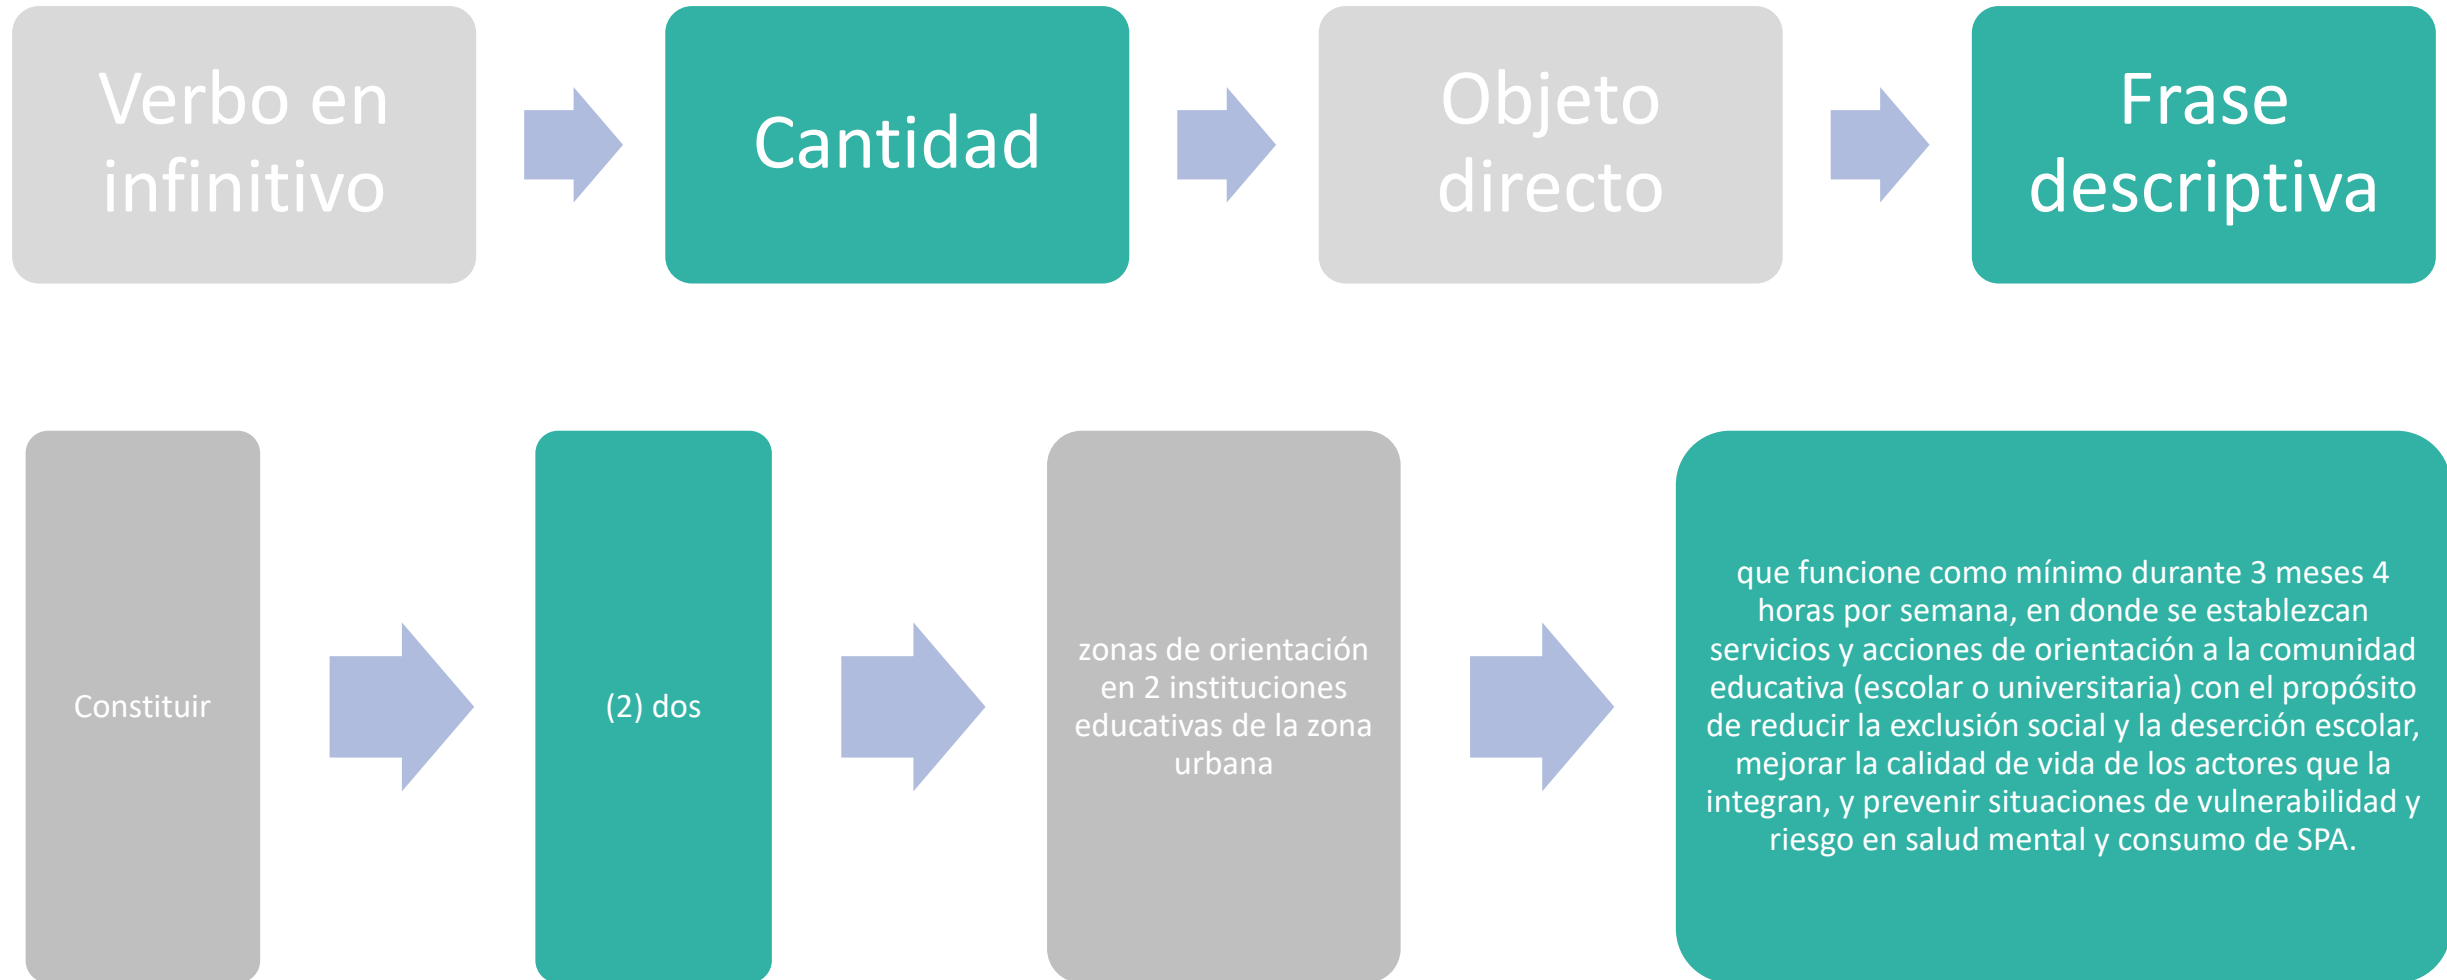 Verbo en
infinitivo
Cantidad
Objeto
directo
Frase
descriptiva
Constituir
(2) dos
zonas de orientación
en 2 instituciones
educativas de la zona
urbana
que funcione como mínimo durante 3 meses 4
horas por semana, en donde se establezcan
servicios y acciones de orientación a la comunidad
educativa (escolar o universitaria) con el propósito
de reducir la exclusión social y la deserción escolar,
mejorar la calidad de vida de los actores que la
integran, y prevenir situaciones de vulnerabilidad y
riesgo en salud mental y consumo de SPA.